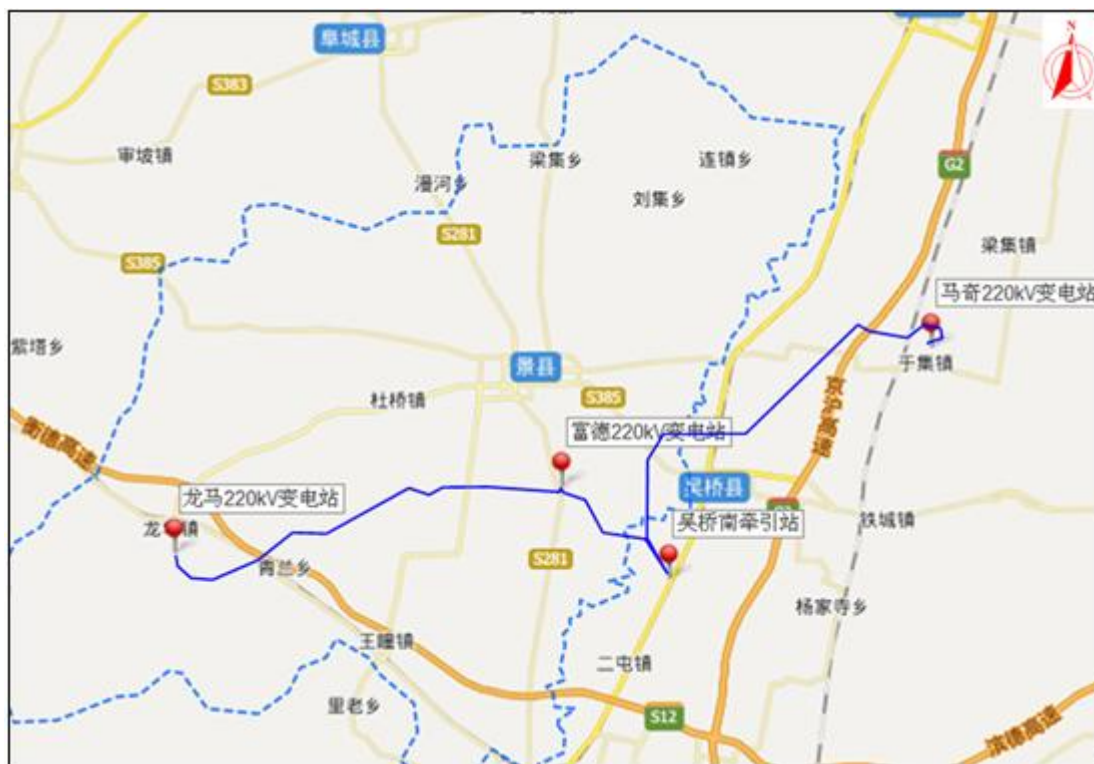 N
阜城县
S383
审坡镇
梁集乡
连镇乡
漫河乡
刘集乡
G2
S281
梁集镇
S385
马奇220kV变电站
紫塔乡
于集镇
景县
杜桥镇
S385
京沪高速
富德220kV变电站
衡德高速
吴桥县
龙马220kV变电站
铁城镇
吴桥南牵引站
青兰乡
S281
杨家寺乡
王瞳镇
二屯镇
里老乡
S12
滨德高速